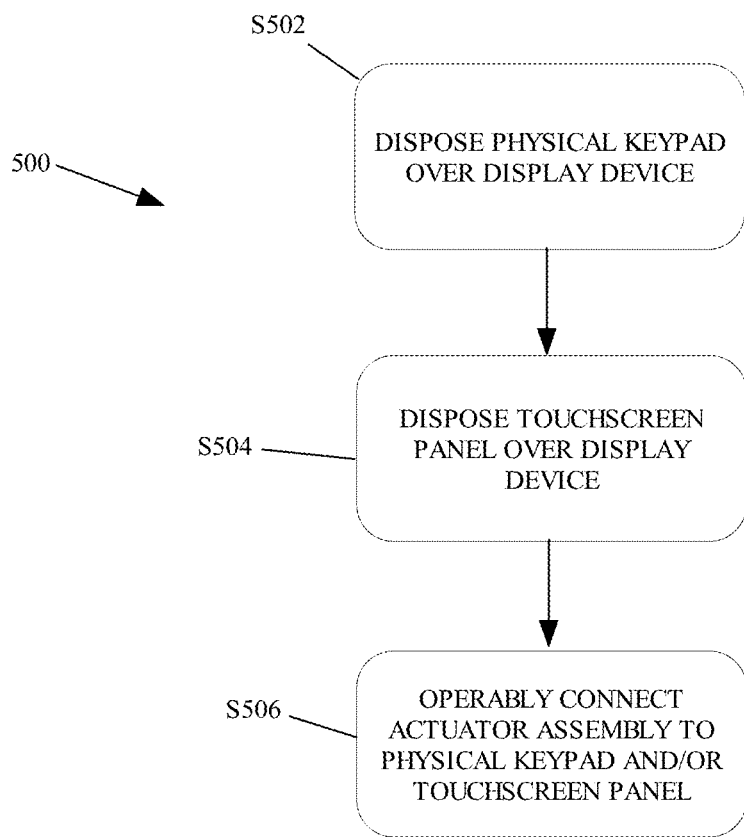 S502
DISPOSE PHYSICAL KEYPAD
OVER DISPLAY DEVICE
500
DISPOSE TOUCHSCREEN
PANEL OVER DISPLAY
DEVICE
S504
OPERABLY CONNECT
ACTUATOR ASSEMBLY TO
PHYSICAL KEYPAD AND/OR
TOUCHSCREEN PANEL
S506